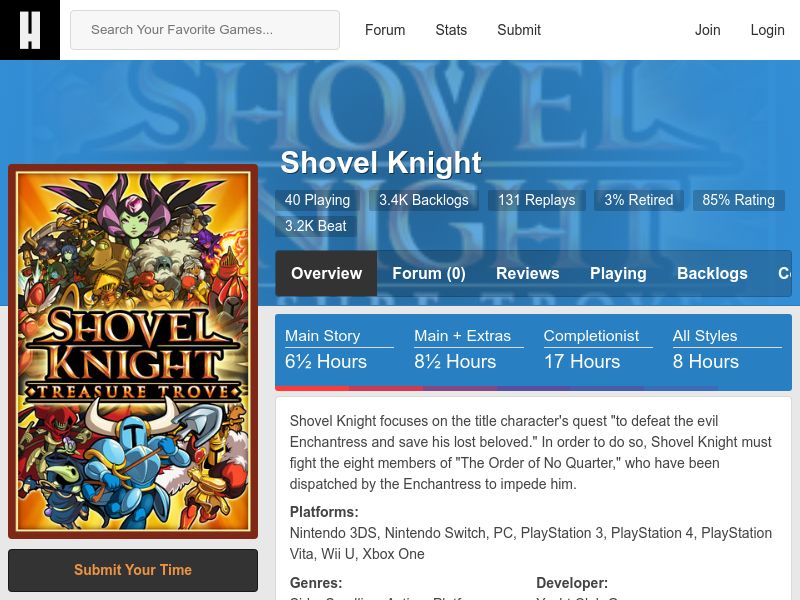 H
Search Your Favorite Games...
Forum Stats Submit
Join Login
SHOVEL
KNIGHT
TREASURE TROVE
Shovel Knight
40 Playing 3.4K Backlogs 131 Replays 3% Retired 85% Rating
3.2K Beat
Overview Forum (0) Reviews Playing Backlogs
SHOVEL
KNIGHT
TREASURE TROVE
Submit Your Time
Main Story Main + Extras Completionist All Styles
6½ Hours 8½ Hours 17 Hours 8 Hours
Shovel Knight focuses on the title character's quest "to defeat the evil
Enchantress and save his lost beloved." In order to do so, Shovel Knight must
fight the eight members of "The Order of No Quarter," who have been
dispatched by the Enchantress to impede him.
Platforms:
Nintendo 3DS, Nintendo Switch, PC, PlayStation 3, PlayStation 4, PlayStation
Vita, Wii U, Xbox One
Genres: Developer: